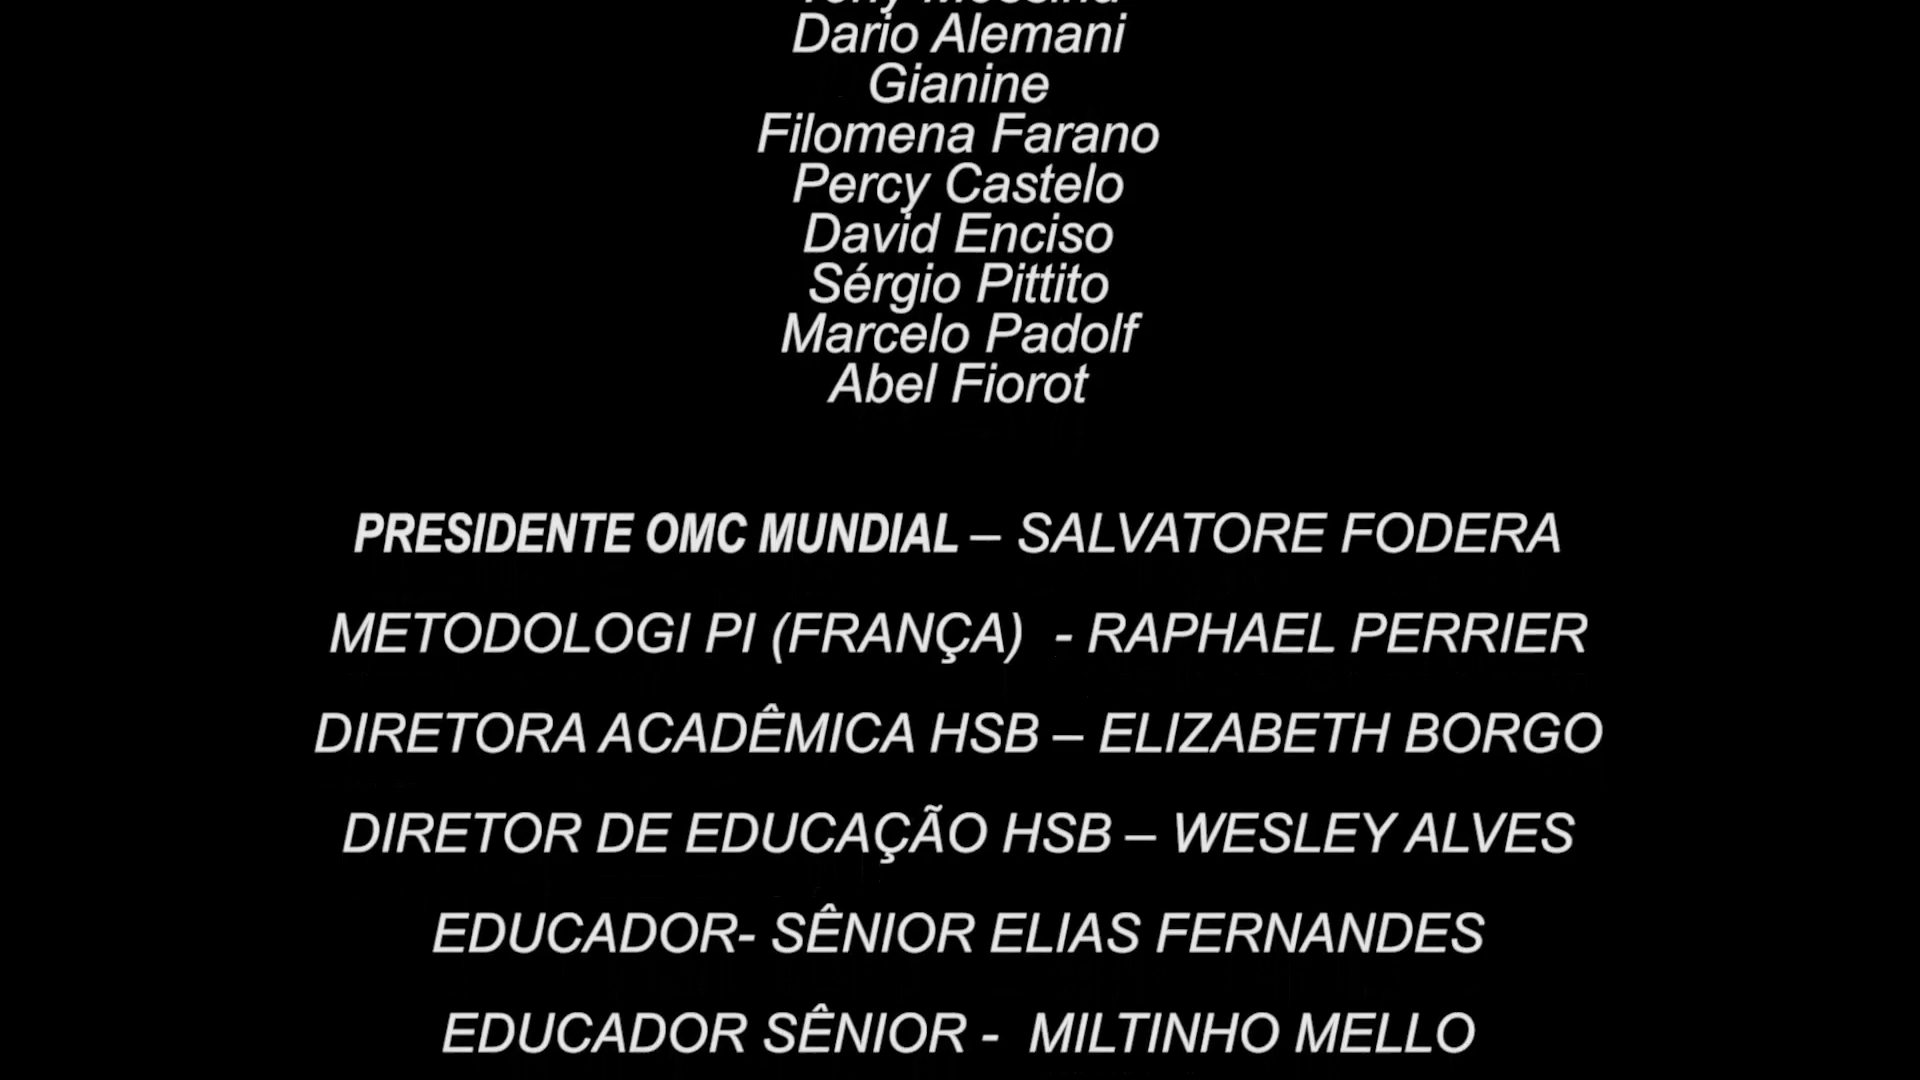 Dario Alemani
Gianine
Filomena Farano
Percy Castelo
David Enciso
Sérgio Pittito
Marcelo Padolf
Abel Fiorot
PRESIDENTE OMC MUNDIAL – SALVATORE FODERA
METODOLOGI PI (FRANÇA)  - RAPHAEL PERRIER
DIRETORA ACADÊMICA HSB – ELIZABETH BORGO
DIRETOR DE EDUCAÇÃO HSB – WESLEY ALVES
EDUCADOR- SÊNIOR ELIAS FERNANDES
EDUCADOR SÊNIOR -  MILTINHO MELLO